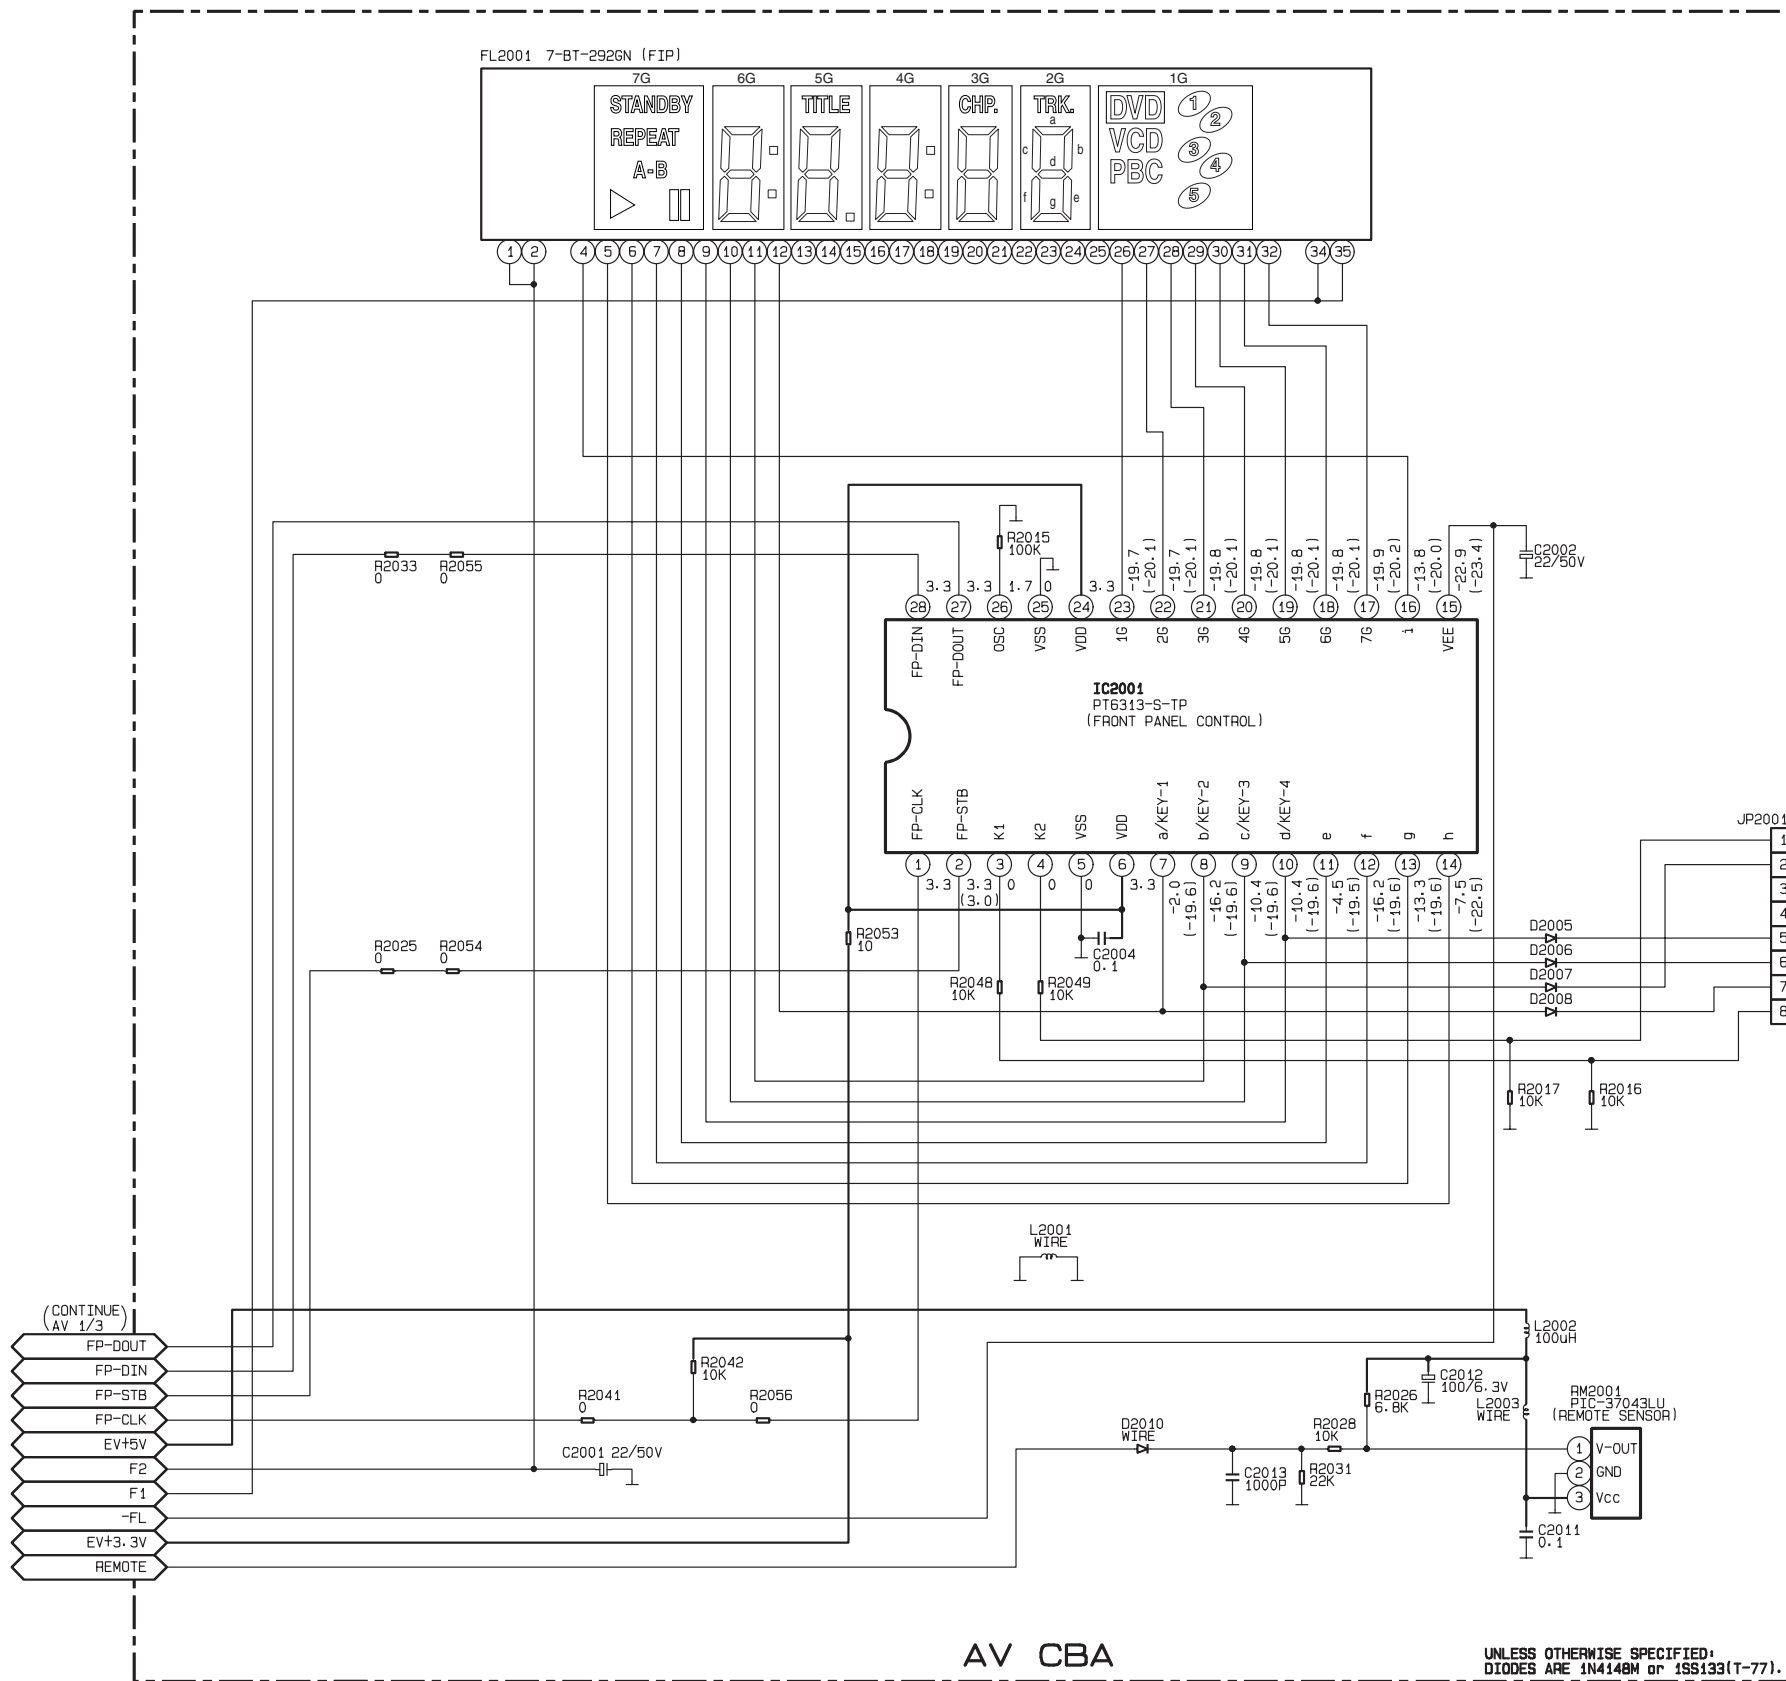 FL2001 7-BT-292GN (FIP)
7G 6G 5G 4G 3G 2G 1G
STANDBY
REPEAT
A-B
TITLE
CHP.
TRK.
a
c b
d
f g e
DVD
VCD
PBC
1
2
3
4
5
1 2 4 5 6 7 8 9 10 11 12 13 14 15 16 17 18 19 20 21 22 23 24 25 26 27 28 29 30 31 32 34 35
R2033
0
R2055
0
R2015
100K
C2002
22/50V
3.3 3.3 1.7 0 3.3
-19.7
(-20.1)
-19.7
(-20.1)
-19.8
(-20.1)
-19.8
(-20.1)
-19.8
(-20.1)
-19.8
(-20.1)
-19.9
(-20.2)
-13.8
(-20.0)
-22.9
(-23.4)
28 27 26 25 24 23 22 21 20 19 18 17 16 15
FP-DIN
FP-DOUT
OSC
VSS
VDD
1G
2G
3G
4G
5G
6G
7G
i
VEE
IC2001
PT6313-S-TP
(FRONT PANEL CONTROL)
FP-CLK
FP-STB
K1
K2
VSS
VDD
a/KEY-1
b/KEY-2
c/KEY-3
d/KEY-4
e
f
g
h
1 2 3 4 5 6 7 8 9 10 11 12 13 14
3.3 3.3 0 0 0 3.3
(3.0)
-2.0
(-19.6)
-16.2
(-19.6)
-10.4
(-19.6)
-10.4
(-19.6)
-4.5
(-19.5)
-16.2
(-19.6)
-13.3
(-19.6)
-7.5
(-22.5)
JP2001
1
2
3
4
5
6
7
8
R2053
10
C2004
0.1
R2025
0
R2054
0
R2048
10K
R2049
10K
D2005
D2006
D2007
D2008
R2017
10K
R2016
10K
L2001
WIRE
(CONTINUE)
(AV 1/3)
FP-DOUT
FP-DIN
FP-STB
FP-CLK
EV+5V
F2
F1
-FL
EV+3.3V
REMOTE
R2041
0
R2042
10K
R2056
0
C2001 22/50V
L2002
100uH
C2012
100/6.3V
R2026
6.8K
L2003
WIRE
RM2001
PIC-37043LU
(REMOTE SENSOR)
D2010
WIRE
R2028
10K
C2013
1000P
R2031
22K
1 V-OUT
2 GND
3 Vcc
C2011
0.1
AV CBA
UNLESS OTHERWISE SPECIFIED:
DIODES ARE 1N4148M or 1SS133(T-77).